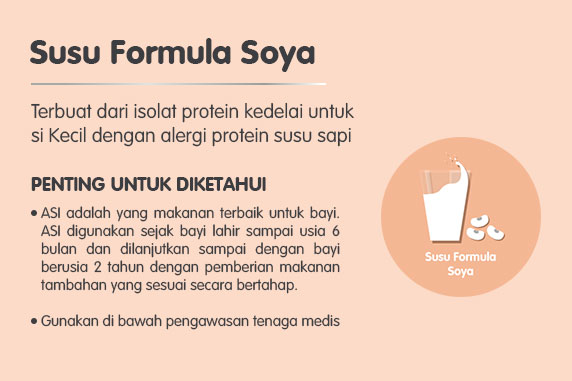 Susu Formula Soya
Terbuat dari isolat protein kedelai untuk
si Kecil dengan alergi protein susu sapi
PENTING UNTUK DIKETAHUI
• ASI adalah yang makanan terbaik untuk bayi.
ASI digunakan sejak bayi lahir sampai usia 6
bulan dan dilanjutkan sampai dengan bayi
berusia 2 tahun dengan pemberian makanan
tambahan yang sesuai secara bertahap.
• Gunakan di bawah pengawasan tenaga medis
Susu Formula
Soya